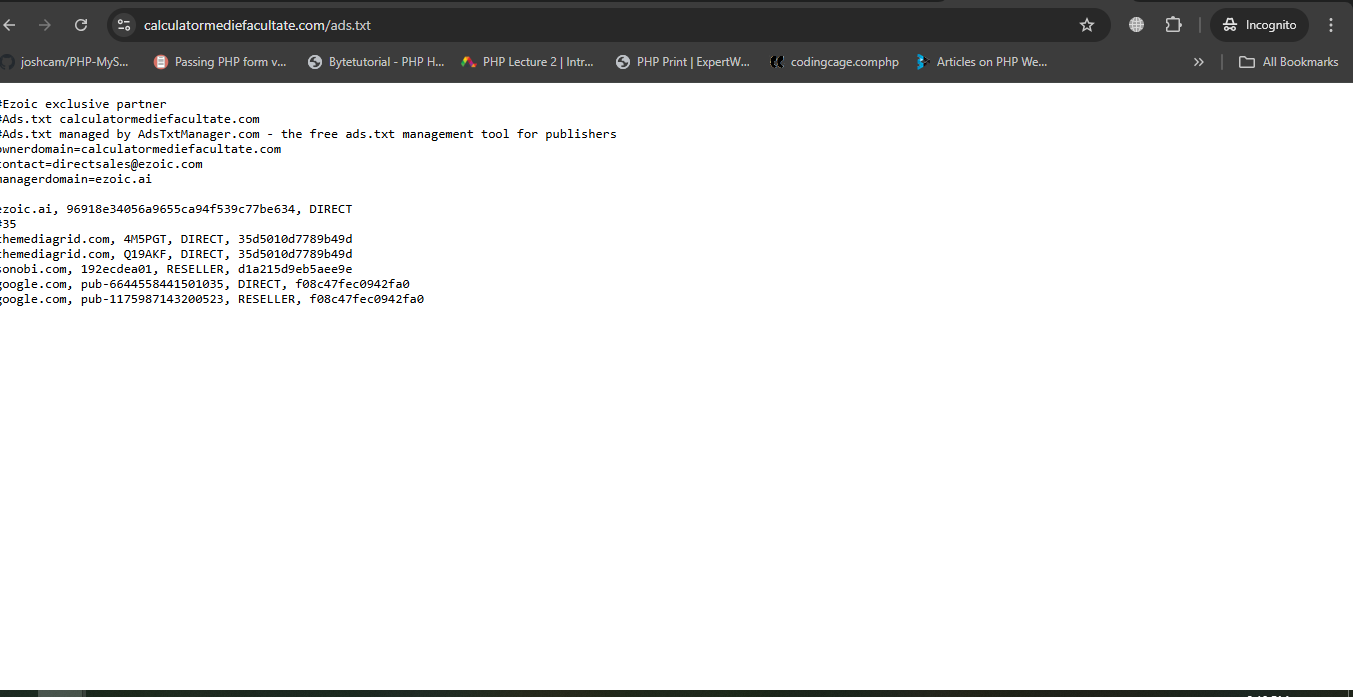 calculatormediefacultate.com/ads.txt
Incognito
joshcam/PHP-MyS...
Passing PHP form v...
Bytetutorial - PHP H...
PHP Lecture 2 | Intr...
PHP Print | ExpertW...
codingcage.comphp
Articles on PHP We...
»
All Bookmarks
#Ezoic exclusive partner
#Ads.txt calculatormediefacultate.com
#Ads.txt managed by AdsTxtManager.com - the free ads.txt management tool for publishers
ownerdomain=calculatormediefacultate.com
contact=directsales@ezoic.com
managerdomain=ezoic.ai
ezoic.ai, 96918e34056a9655ca94f539c77be634, DIRECT
#35
themediagrid.com, 4M5PGT, DIRECT, 35d5010d7789b49d
themediagrid.com, Q19AKF, DIRECT, 35d5010d7789b49d
sonobi.com, 192ecdea01, RESELLER, d1a215d9eb5aee9e
google.com, pub-6644558441501035, DIRECT, f08c47fec0942fa0
google.com, pub-1175987143200523, RESELLER, f08c47fec0942fa0